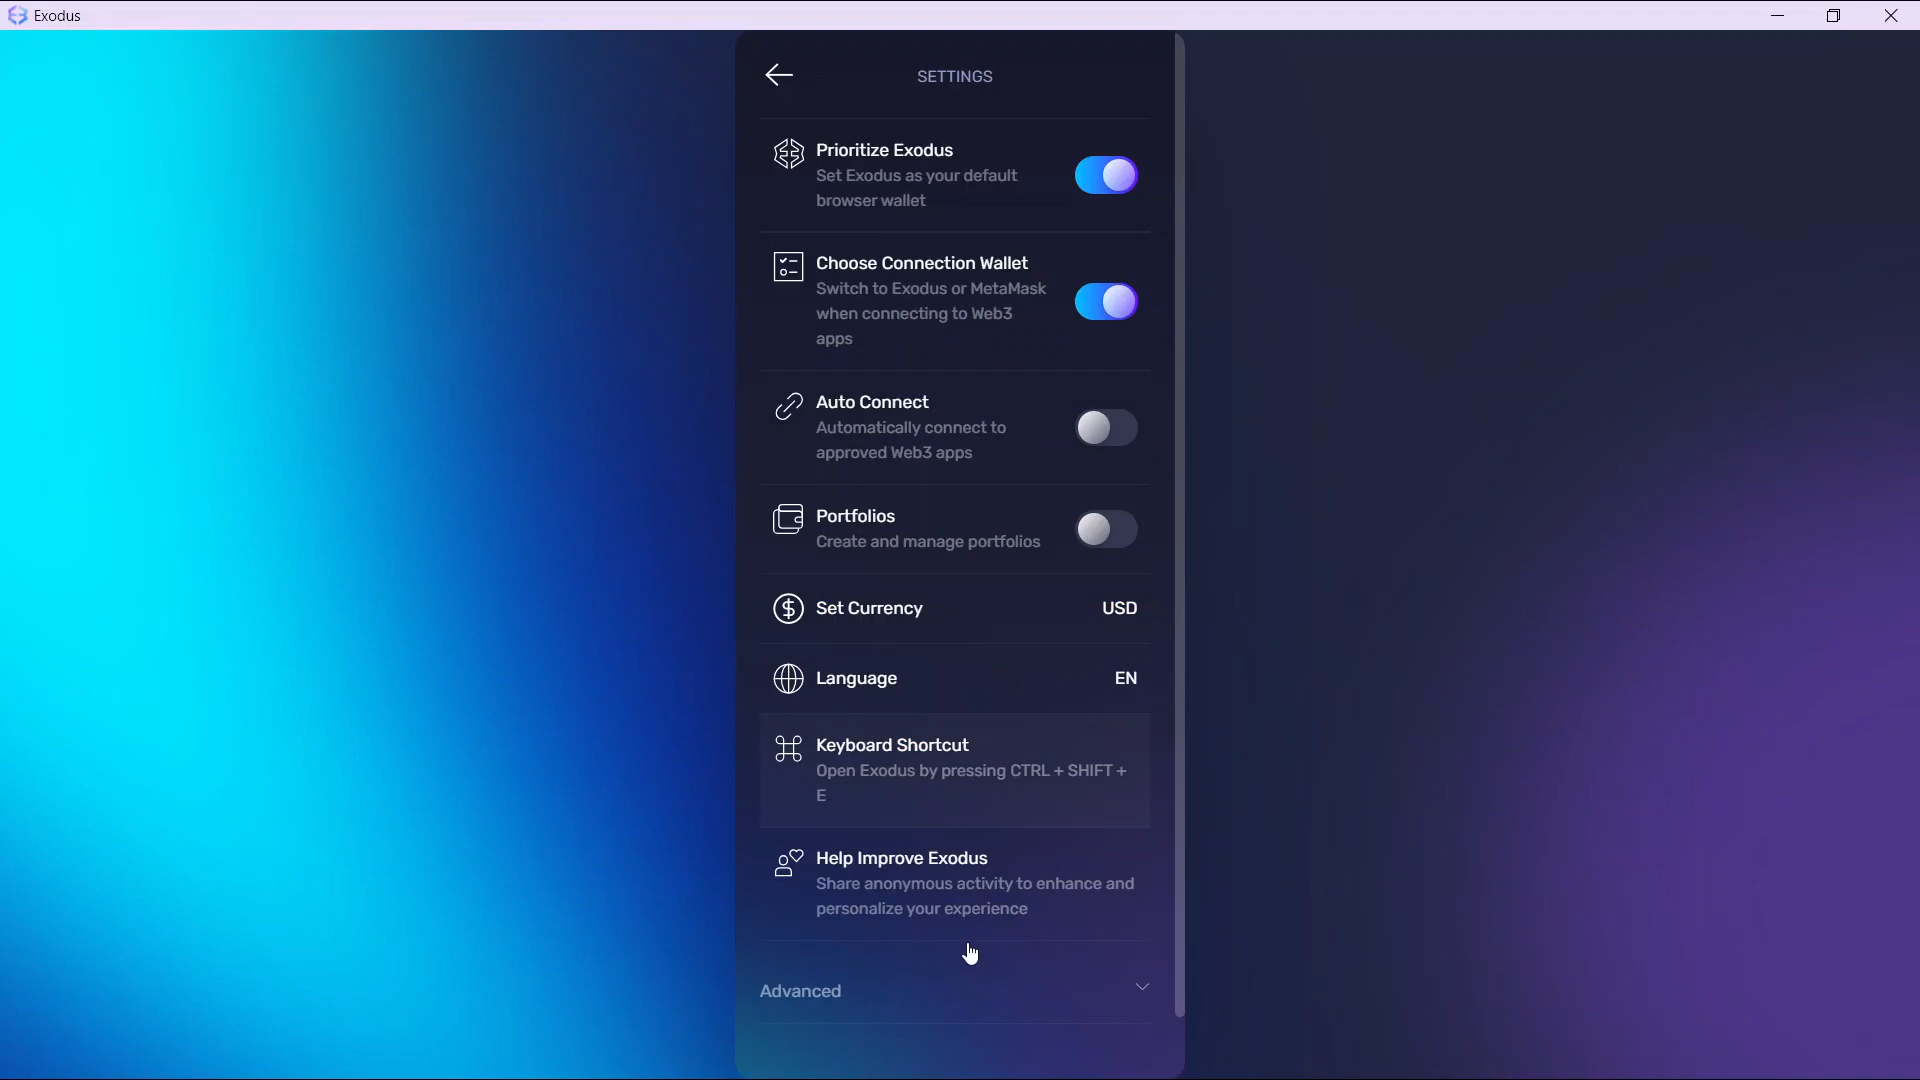 Exodus
SETTINGS
Prioritize Exodus
Set Exodus as your default
browser wallet
Choose Connection Wallet
Switch to Exodus or MetaMask
when connecting to Web3
apps
Auto Connect
Automatically connect to
approved Web3 apps
Portfolios
Create and manage portfolios
Set Currency USD
Language EN
Keyboard Shortcut
Open Exodus by pressing CTRL + SHIFT +
E
Help Improve Exodus
Share anonymous activity to enhance and
personalize your experience
Advanced